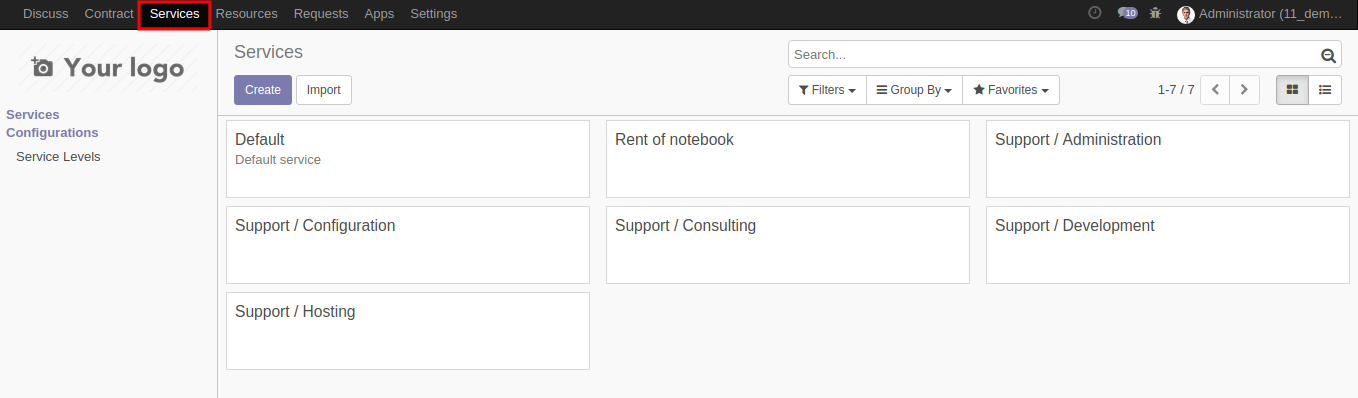 Discuss Contract Services Resources Requests Apps Settings 10 Administrator (11_dem...
Your logo
Services
Configurations
Service Levels
Services
Search...
Create Import
Filters Group By Favorites 1-7 / 7
Default
Default service
Rent of notebook
Support / Administration
Support / Configuration
Support / Consulting
Support / Development
Support / Hosting